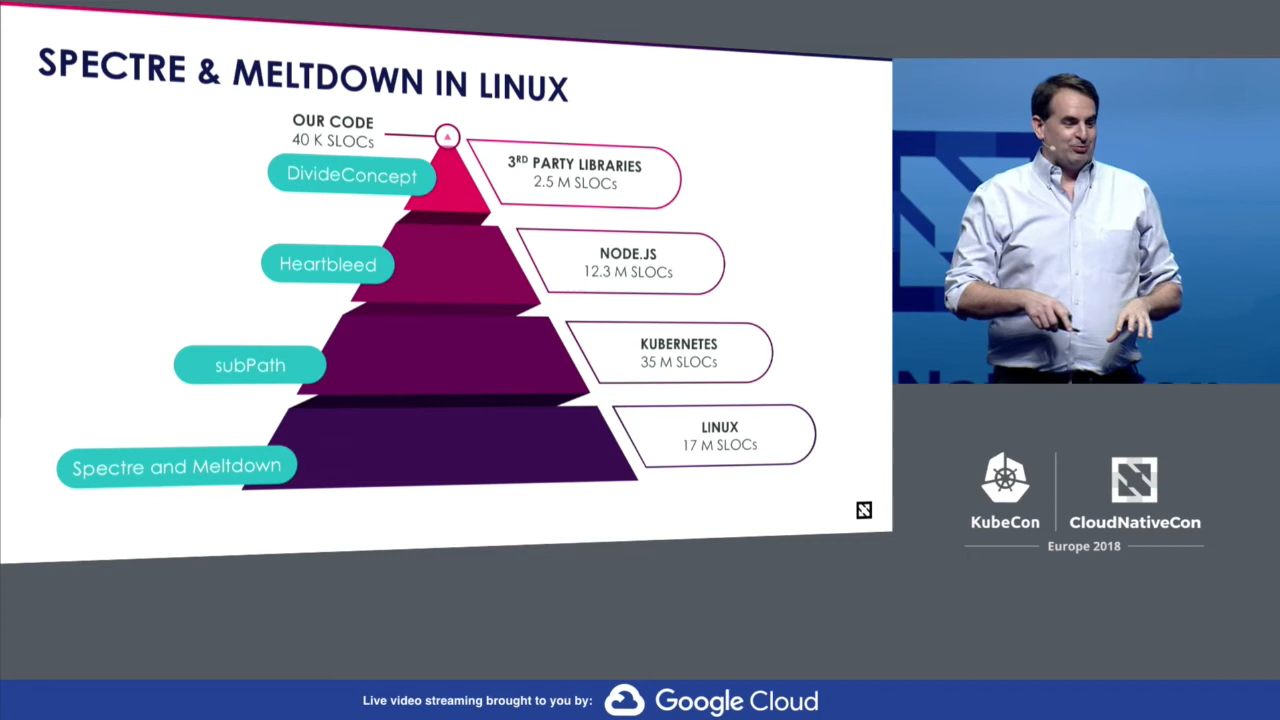 SPECTRE & MELTDOWN IN LINUX
OUR CODE
40 K SLOCs
DivideConcept
3RD PARTY LIBRARIES
2.5 M SLOCs
Heartbleed
NODE.JS
12.3 M SLOCs
subPath
KUBERNETES
35 M SLOCs
Spectre and Meltdown
LINUX
17 M SLOCs
KubeCon
CloudNativeCon
Europe 2018
Live video streaming brought to you by:
Google Cloud